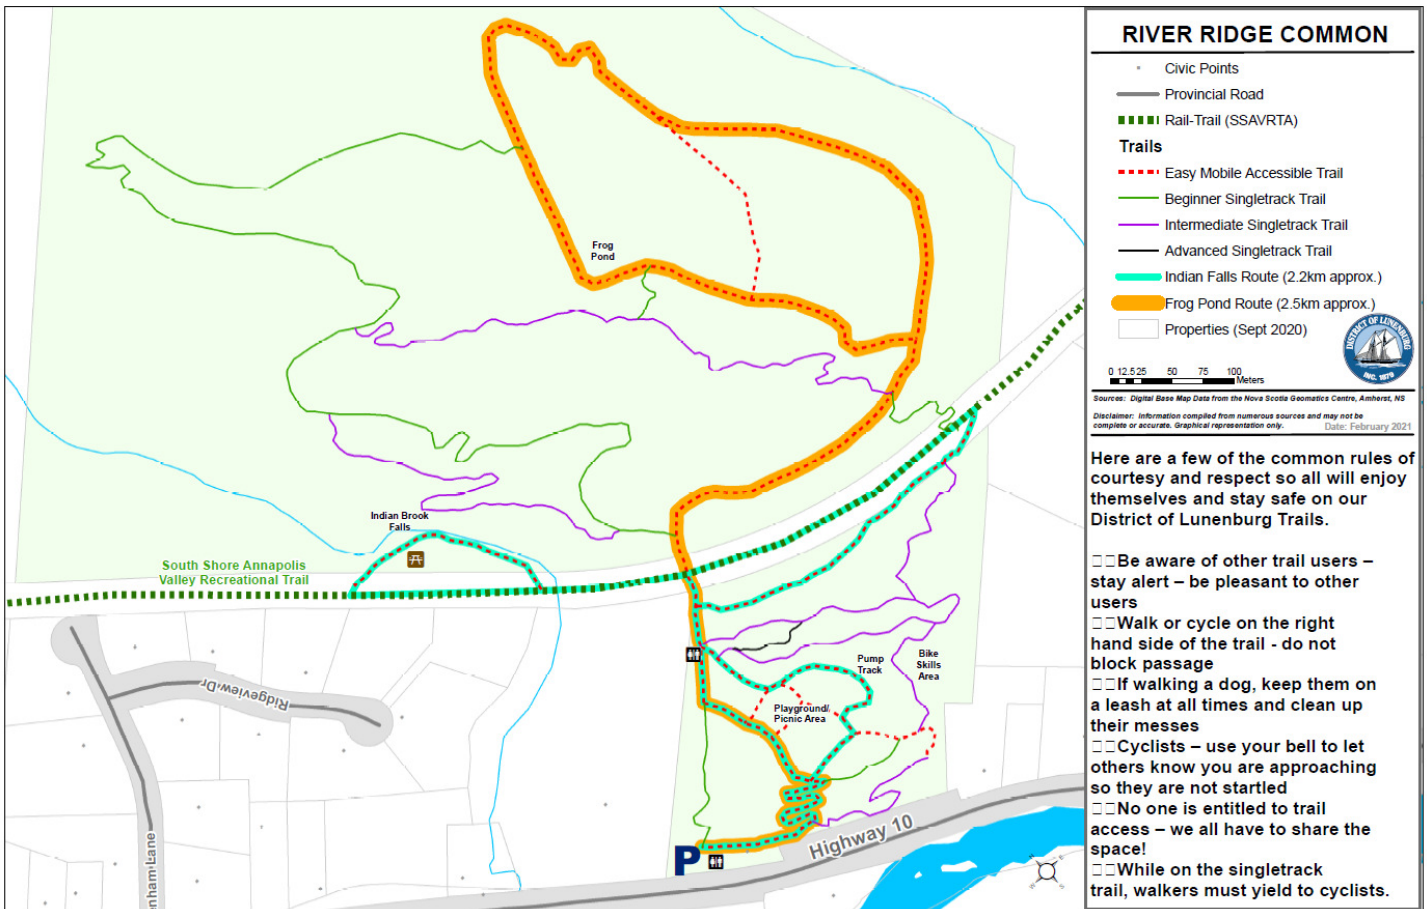 RIVER RIDGE COMMON
Civic Points
Provincial Road
Rail-Trail (SSAVRTA)
Trails
Easy Mobile Accessible Trail
Beginner Singletrack Trail
Intermediate Singletrack Trail
Advanced Singletrack Trail
Indian Falls Route (2.2km approx.)
Frog Pond Route (2.5km approx.)
Properties (Sept 2020)
DISTRICT OF LUNENBURG
INC. 1879
0 12.5 25 50 75 100
Meters
Sources: Digital Base Map Data from the Nova Scotia Geomatics Centre, Amherst, NS
Disclaimer: Information compiled from numerous sources and may not be
complete or accurate. Graphical representation only.
Date: February 2021
Here are a few of the common rules of
courtesy and respect so all will enjoy
themselves and stay safe on our
District of Lunenburg Trails.
□□Be aware of other trail users –
stay alert – be pleasant to other
users
□□Walk or cycle on the right
hand side of the trail - do not
block passage
□□If walking a dog, keep them on
a leash at all times and clean up
their messes
□□Cyclists – use your bell to let
others know you are approaching
so they are not startled
□□No one is entitled to trail
access – we all have to share the
space!
□□While on the singletrack
trail, walkers must yield to cyclists.
Frog
Pond
Indian Brook
Falls
South Shore Annapolis
Valley Recreational Trail
Ridgeview Dr
Pump
Track
Bike
Skills
Area
Playground/
Picnic Area
Highway 10
P
nham Lane
N
E
S
W